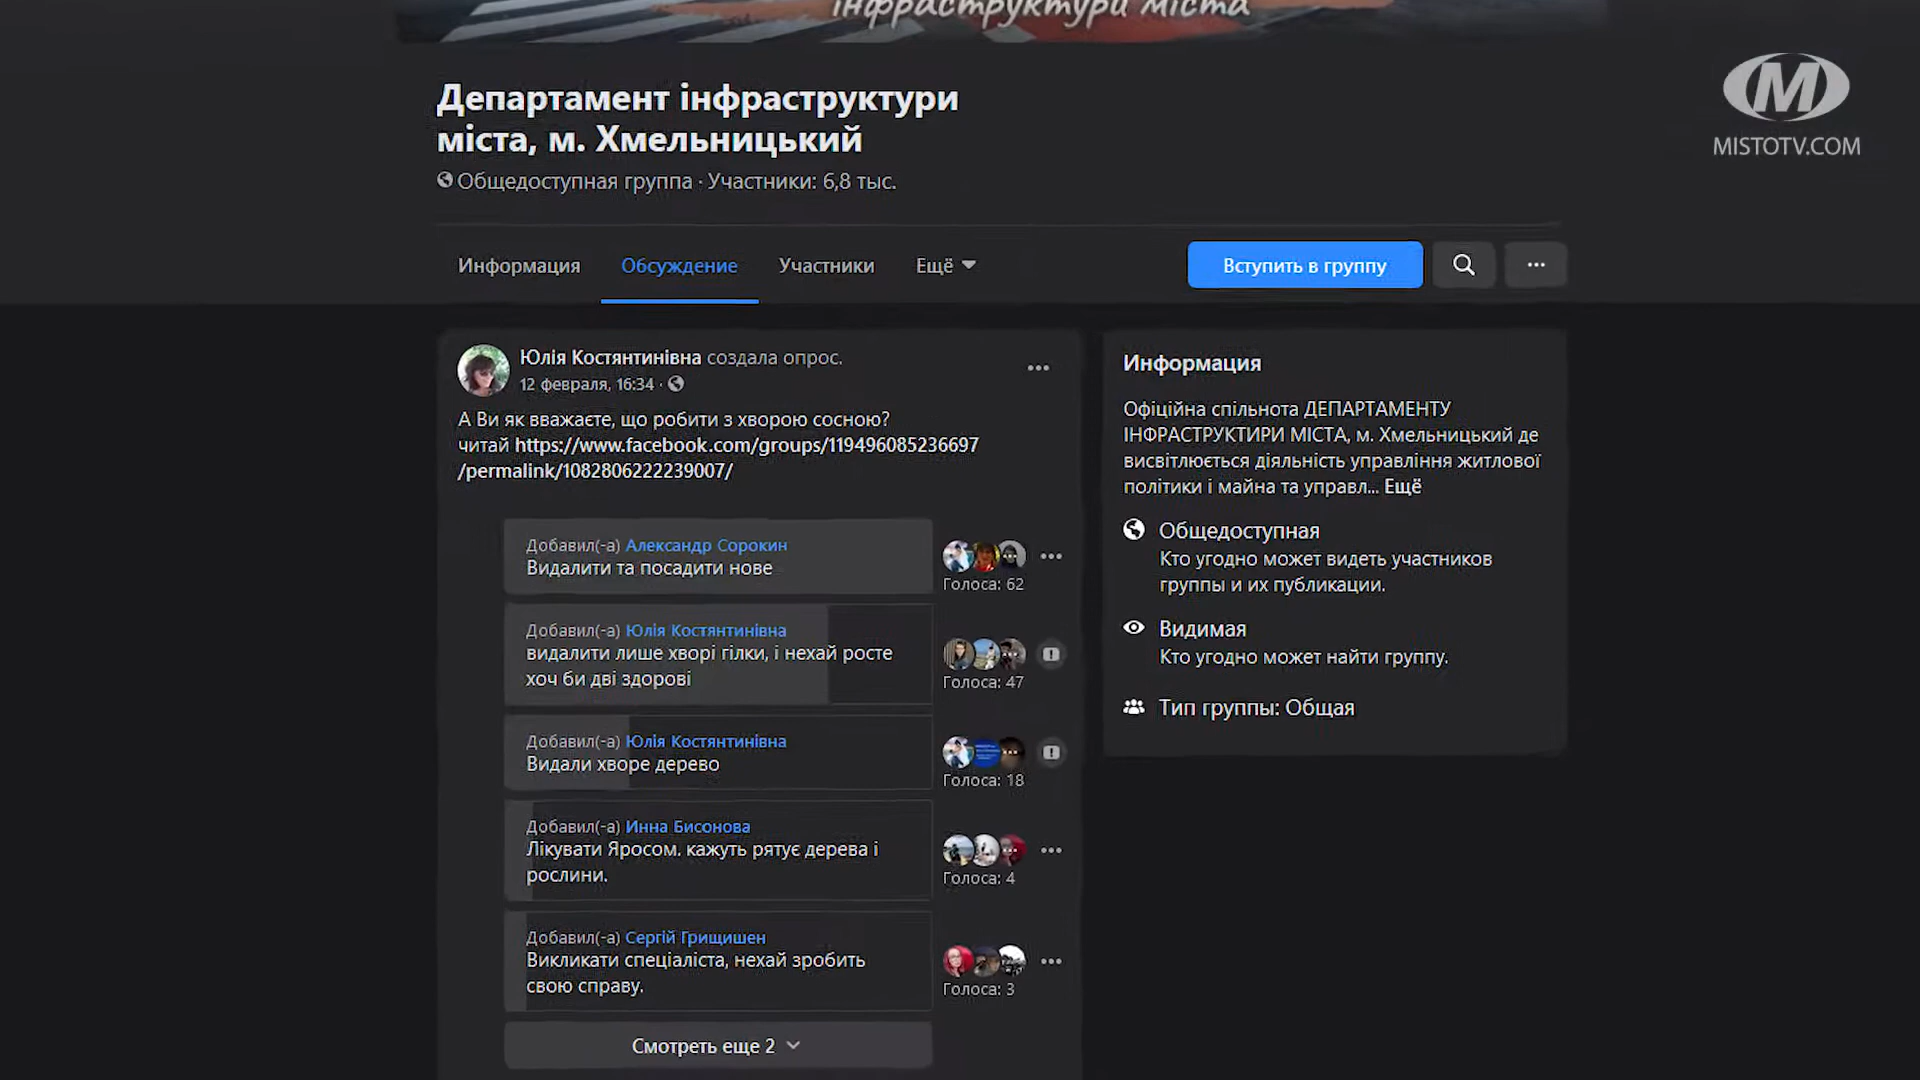 інфраструктури міста
MISTOTV.COM
Департамент інфраструктури
міста, м. Хмельницький
Общедоступная группа · Участники: 6,8 тыс.
Информация
Обсуждение
Участники
Ещё
Вступить в группу
Юлія Костянтинівна создала опрос.
12 февраля, 16:34 ·
А Ви як вважаєте, що робити з хворою сосною?
читай https://www.facebook.com/groups/119496085236697
/permalink/1082806222239007/
Добавил(-а) Александр Сорокин
Видалити та посадити нове
Голоса: 62
Добавил(-а) Юлія Костянтинівна
видалити лише хворі гілки, і нехай росте
хоч би дві здорові
Голоса: 47
Добавил(-а) Юлія Костянтинівна
Видали хворе дерево
Голоса: 18
Добавил(-а) Инна Бисонова
Лікувати Яросом. кажуть рятує дерева і
рослини.
Голоса: 4
Добавил(-а) Сергій Грищишен
Викликати спеціаліста, нехай зробить
свою справу.
Голоса: 3
Смотреть еще 2
Информация
Офіційна спільнота ДЕПАРТАМЕНТУ
ІНФРАСТРУКТИРИ МІСТА, м. Хмельницький де
висвітлюється діяльність управління житлової
політики і майна та управл... Ещё
Общедоступная
Кто угодно может видеть участников
группы и их публикации.
Видимая
Кто угодно может найти группу.
Тип группы: Общая